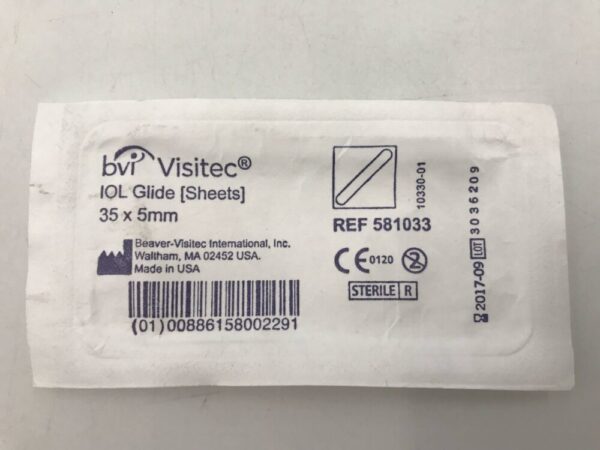 bvi Visitec®
IOL Glide [Sheets]
35 x 5mm
Beaver-Visitec International, Inc.
Waltham, MA 02452 USA.
Made in USA
(01)00886158002291
10330-01
REF 581033
CE 0120 2
STERILE R
2017-09 LOT 3036209